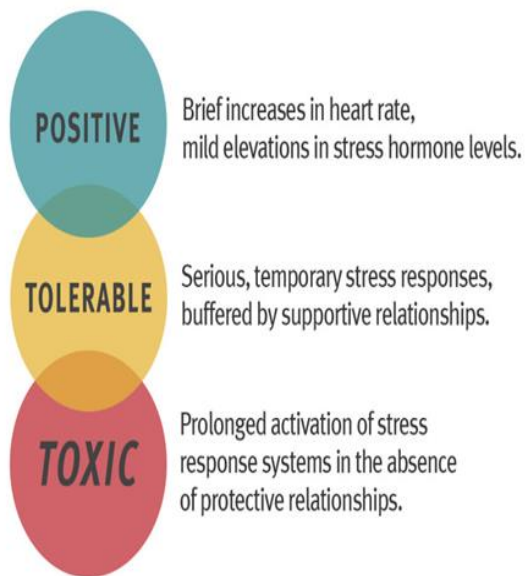 POSITIVE
Brief increases in heart rate,
mild elevations in stress hormone levels.
TOLERABLE
Serious, temporary stress responses,
buffered by supportive relationships.
TOXIC
Prolonged activation of stress
response systems in the absence
of protective relationships.